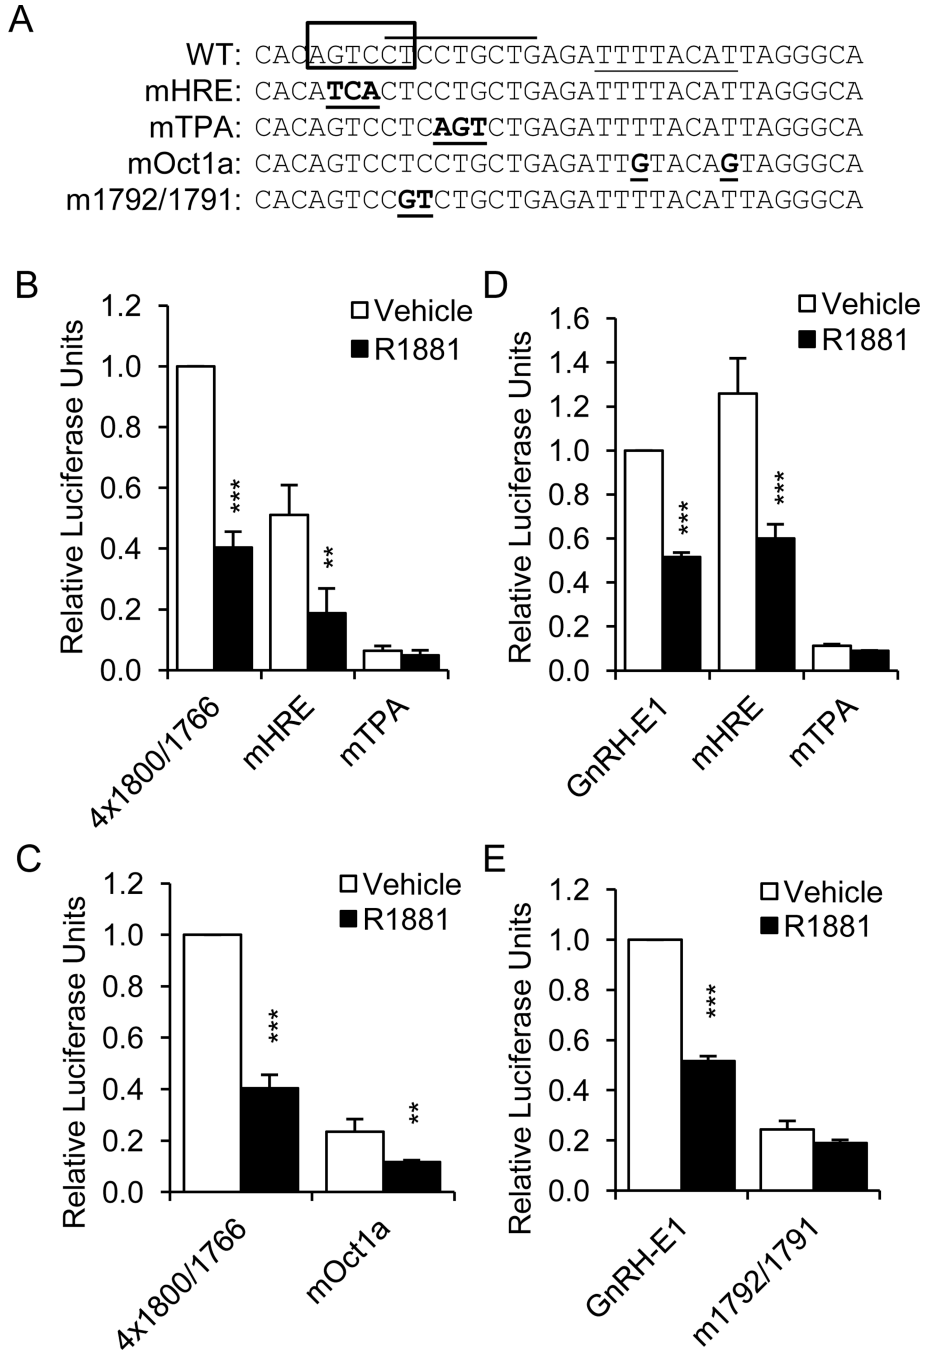 A
WT: CACAGTCCTCCTGCTGAGATTTTACATTAGGGCA
mHRE: CACATCACTCCTGCTGAGATTTTACATTAGGGCA
mTPA: CACAGTCCTCAGTCTGAGATTTTACATTAGGGCA
mOct1a: CACAGTCCTCCTGCTGAGATTGTACAGTAGGGCA
m1792/1791: CACAGTCCGTCTGCTGAGATTTTACATTAGGGCA
B
Relative Luciferase Units
1.2
1.0
0.8
0.6
0.4
0.2
0.0
Vehicle
R1881
***
**
4x1800/1766
mHRE
mTPA
D
Relative Luciferase Units
1.6
1.4
1.2
1.0
0.8
0.6
0.4
0.2
0.0
Vehicle
R1881
***
***
GnRH-E1
mHRE
mTPA
C
Relative Luciferase Units
1.2
1.0
0.8
0.6
0.4
0.2
0.0
Vehicle
R1881
***
**
4x1800/1766
mOct1a
E
Relative Luciferase Units
1.2
1.0
0.8
0.6
0.4
0.2
0.0
Vehicle
R1881
***
GnRH-E1
m1792/1791